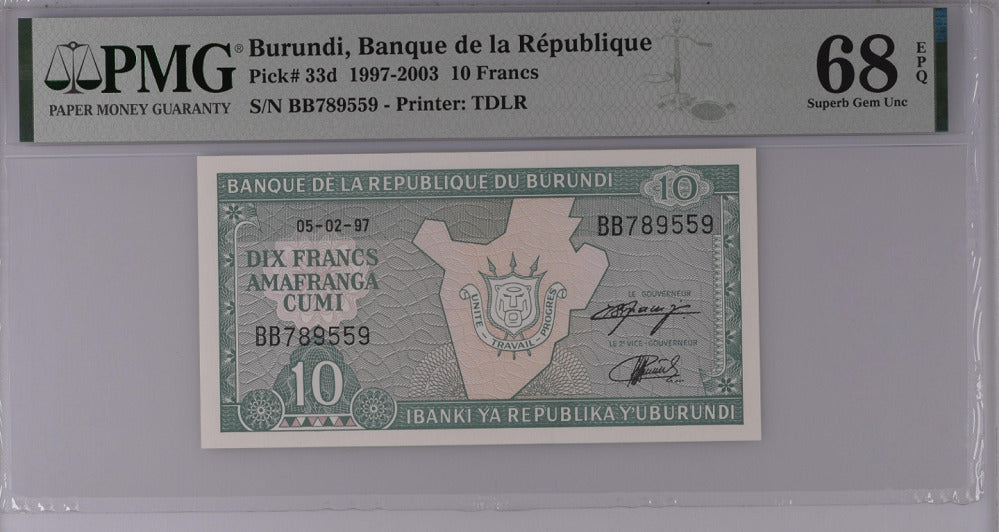 PMG®
PAPER MONEY GUARANTY
Burundi, Banque de la République
Pick# 33d 1997-2003 10 Francs
S/N BB789559 - Printer: TDLR
68
EPQ
Superb Gem Unc
BANQUE DE LA REPUBLIQUE DU BURUNDI
10
05-02-97
BB789559
DIX FRANCS
AMAFRANGA
CUMI
BB789559
UNITE - TRAVAIL - PROGRES
LE GOUVERNEUR
LE 2e VICE-GOUVERNEUR
10
IBANKI YA REPUBLIKA Y'UBURUNDI